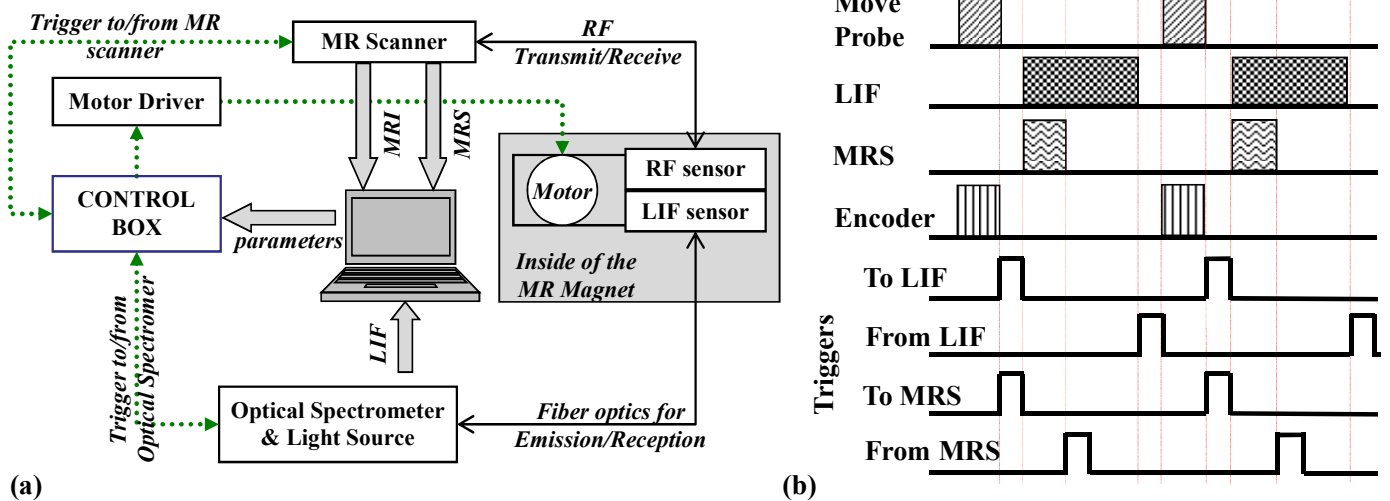 Trigger to/from MR
scanner
MR Scanner
RF
Transmit/Receive
Motor Driver
MRI
MRS
Motor
RF sensor
LIF sensor
CONTROL
BOX
parameters
Inside of the
MR Magnet
Trigger to/from
Optical Spectromer
LIF
Optical Spectrometer
& Light Source
Fiber optics for
Emission/Reception
(a)
Move
Probe
LIF
MRS
Encoder
Triggers
To LIF
From LIF
To MRS
From MRS
(b)